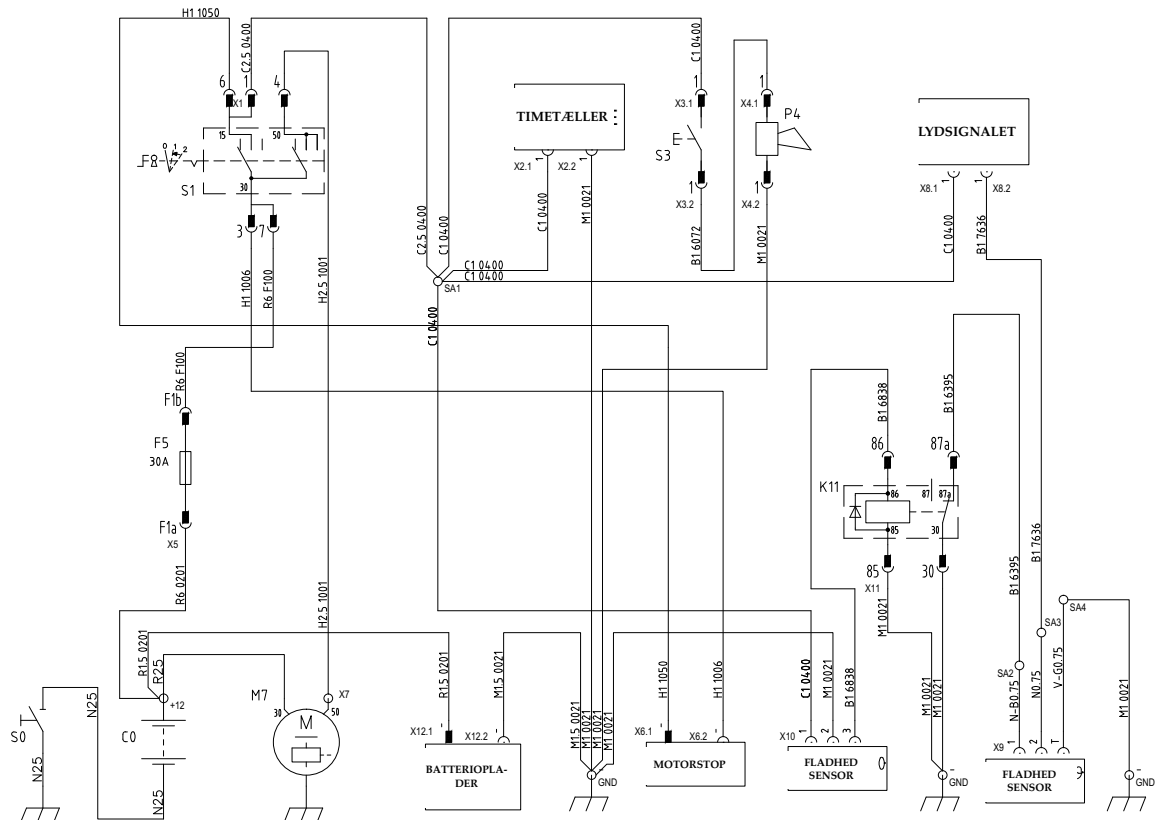 H1 1050
C2.5 0400
C1 0400
6
1
4
X1
15
50
0
1
2
S1
30
3
7
TIMETÆLLER
X2.1
1
X2.2
1
1
X3.1
S3
1
X3.2
1
X4.1
P4
1
X4.2
LYDSIGNALET
X8.1
1
1
X8.2
C2.5 0400
C1 0400
C1 0400
M1 0021
B1 6072
M1 0021
C1 0400
B1 7636
H1 1006
R6 F100
H2.5 1001
C1 0400
C1 0400
SA1
C1 0400
R6 F100
F1b
F5
30A
F1a
X5
R6 0201
B1 6838
B1 6395
86
87a
K11
86
87
87a
85
30
85
X11
30
M1 0021
B1 6395
B1 7636
SA4
SA3
SA2
H2.5 1001
R1.5 0201
R25
+12
N25
S0
C0
N25
N25
M7
30
50
X7
M
R1.5 0201
M1.5 0021
X12.1
-
X12.2
-
BATTERIOPLA-
DER
M1.5 0021
M1 0021
M1 0021
M1 0021
GND
H1 1050
H1 1006
X6.1
-
X6.2
-
MOTORSTOP
C1 0400
M1 0021
B1 6838
X10
1
2
3
FLADHED
SENSOR
M1 0021
M1 0021
GND
N-B0.75
N0.75
V-G0.75
X9
1
2
T
FLADHED
SENSOR
M1 0021
GND